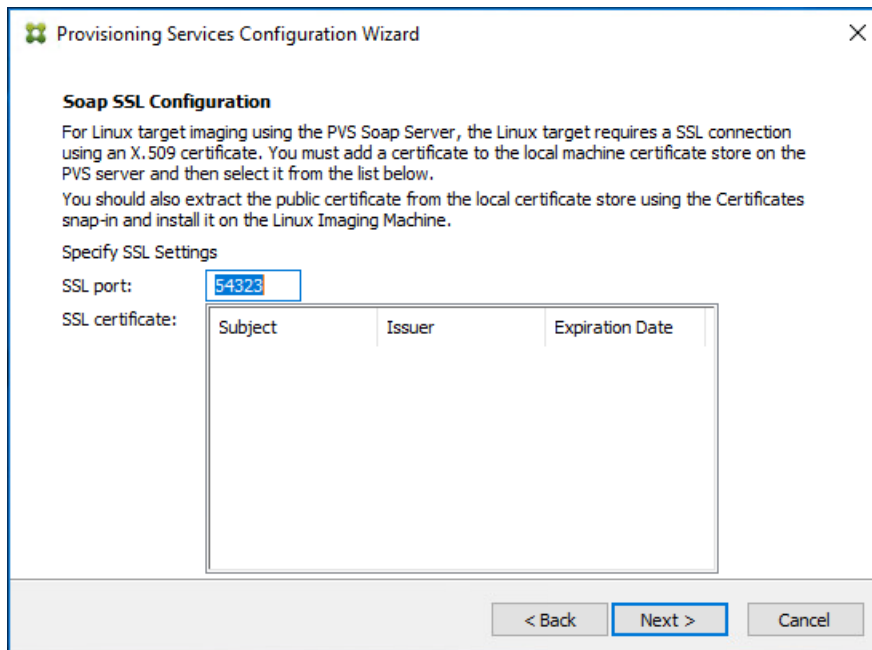 Provisioning Services Configuration Wizard
Soap SSL Configuration
For Linux target imaging using the PVS Soap Server, the Linux target requires a SSL connection
using an X.509 certificate. You must add a certificate to the local machine certificate store on the
PVS server and then select it from the list below.
You should also extract the public certificate from the local certificate store using the Certificates
snap-in and install it on the Linux Imaging Machine.
Specify SSL Settings
SSL port: 54323
SSL certificate: Subject Issuer Expiration Date
< Back Next > Cancel